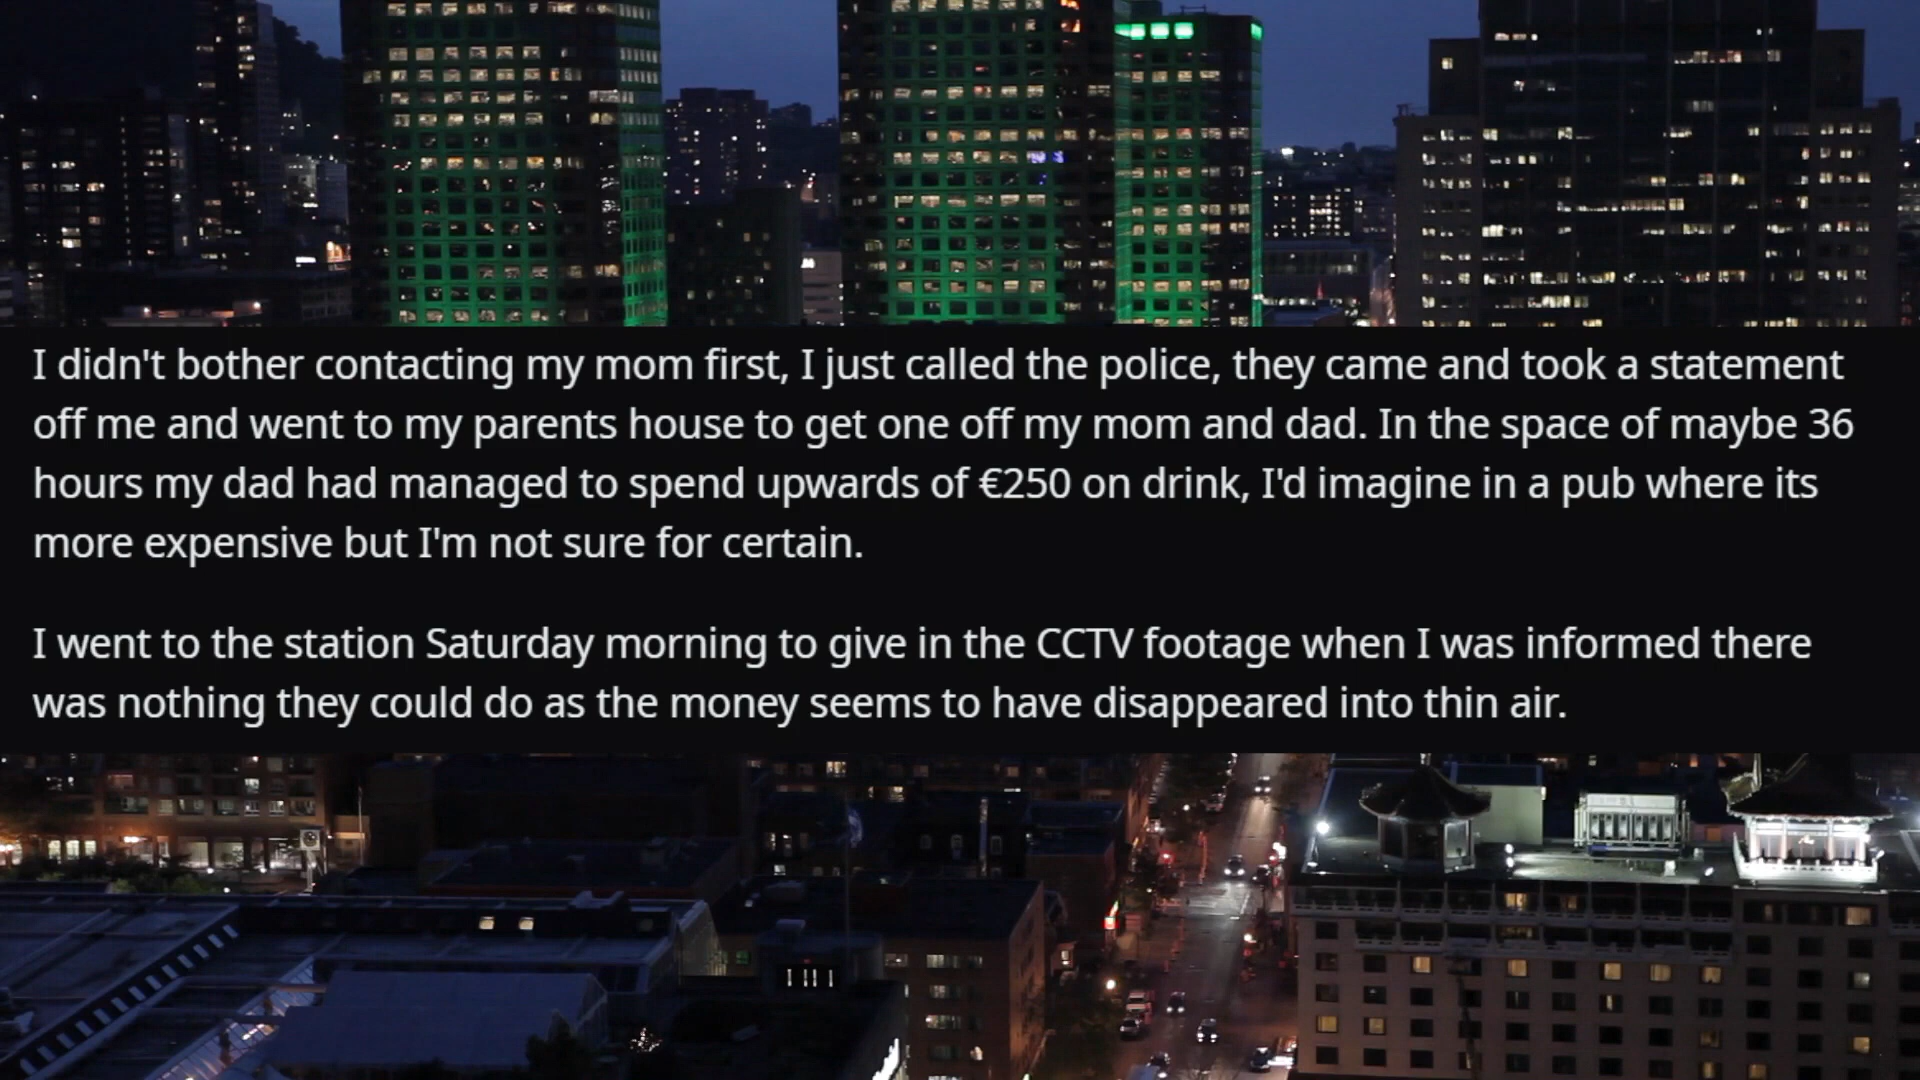 I didn't bother contacting my mom first, I just called the police, they came and took a statement
off me and went to my parents house to get one off my mom and dad. In the space of maybe 36
hours my dad had managed to spend upwards of €250 on drink, I'd imagine in a pub where its
more expensive but I'm not sure for certain.
I went to the station Saturday morning to give in the CCTV footage when I was informed there
was nothing they could do as the money seems to have disappeared into thin air.